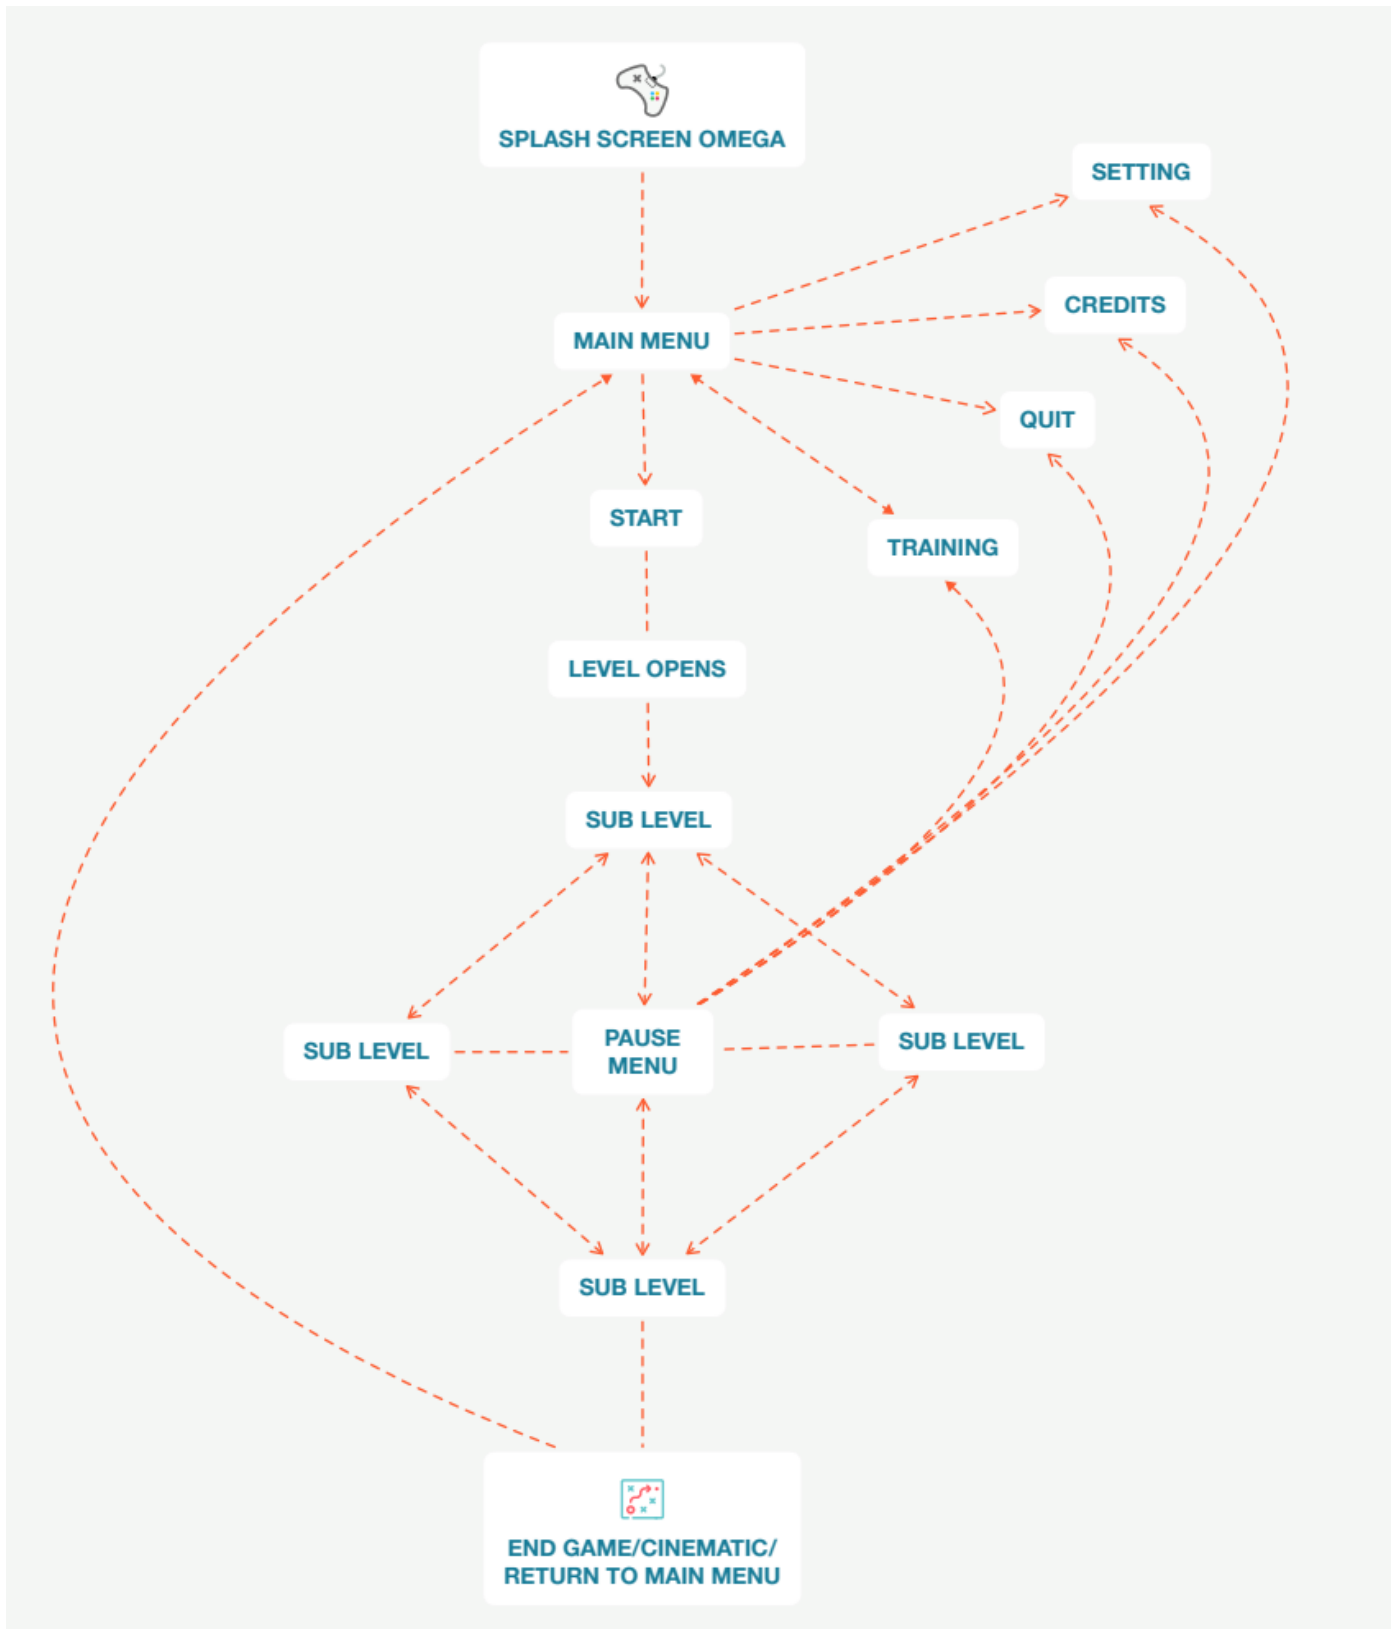 SPLASH SCREEN OMEGA
SETTING
CREDITS
MAIN MENU
QUIT
START
TRAINING
LEVEL OPENS
SUB LEVEL
SUB LEVEL
PAUSE
MENU
SUB LEVEL
SUB LEVEL
END GAME/CINEMATIC/
RETURN TO MAIN MENU